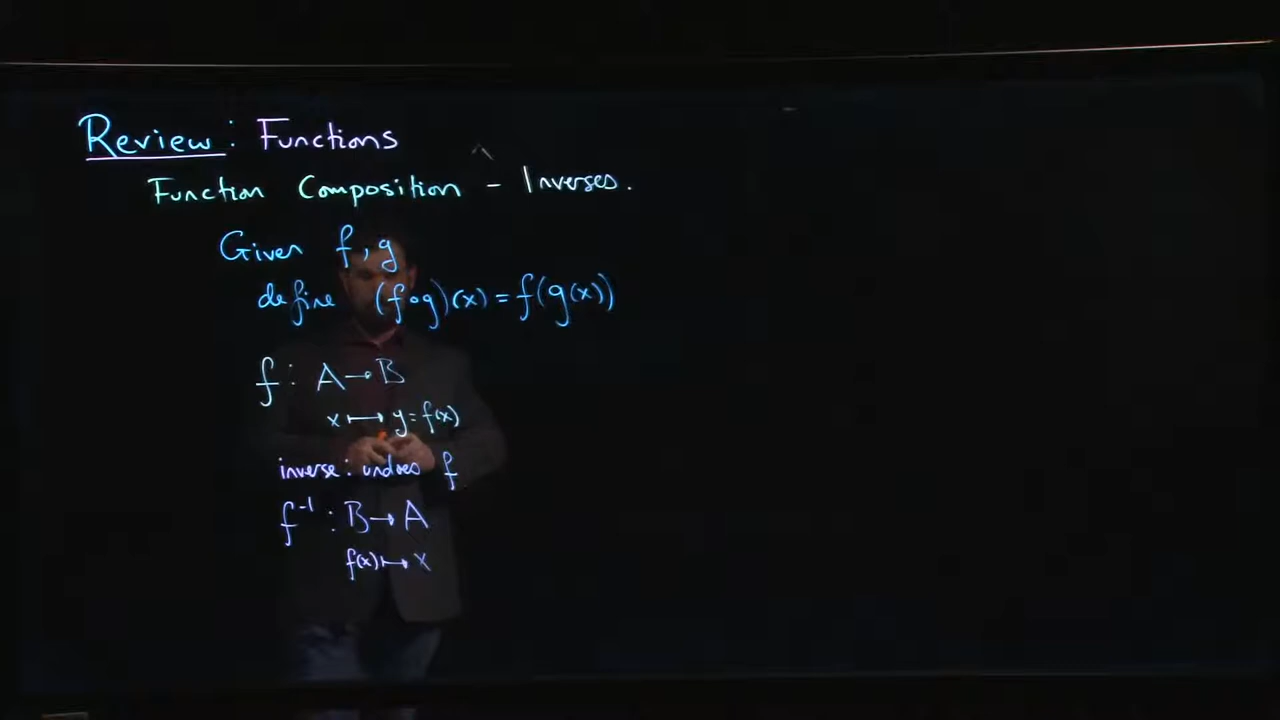 Review: Functions
Function Composition - Inverses.
Given f, g
define (f∘g)(x) = f(g(x))
f: A → B
x ↦ y = f(x)
inverse: undoes f
f⁻¹: B → A
f(x) ↦ x